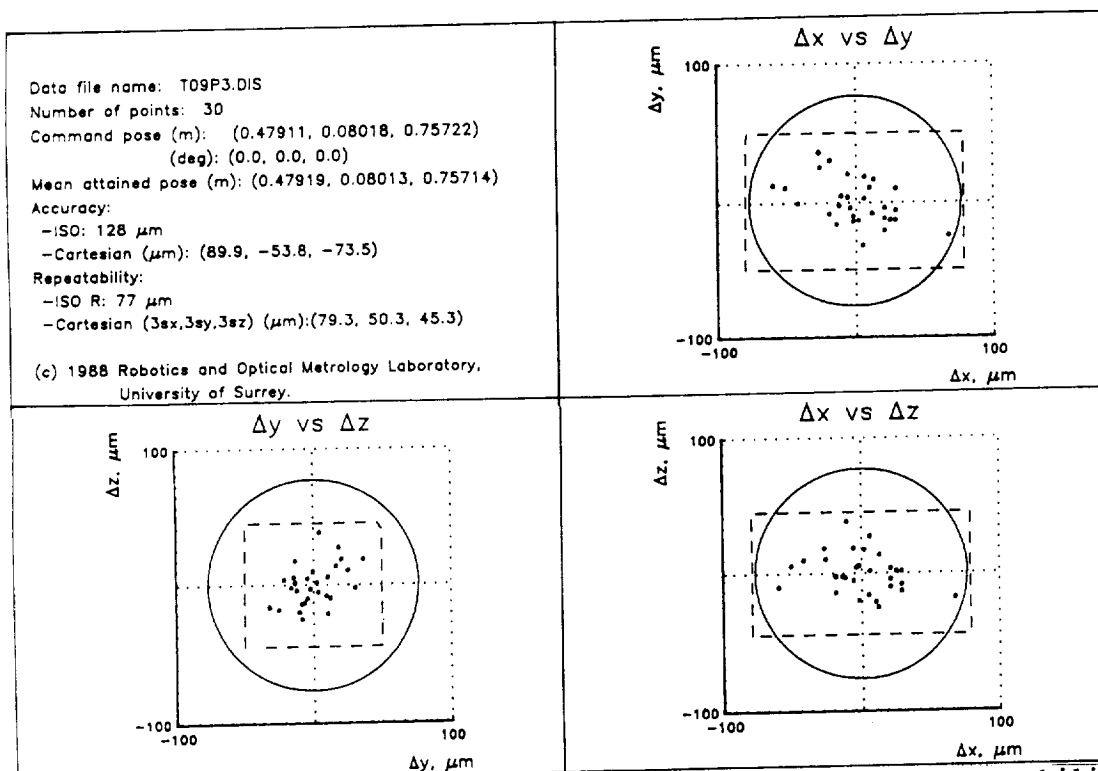 Data file name: T09P3.DIS
Number of points: 30
Command pose (m): (0.47911, 0.08018, 0.75722)
(deg): (0.0, 0.0, 0.0)
Mean attained pose (m): (0.47919, 0.08013, 0.75714)
Accuracy:
-ISO: 128 μm
-Cartesian (μm): (89.9, -53.8, -73.5)
Repeatability:
-ISO R: 77 μm
-Cartesian (3sx,3sy,3sz) (μm):(79.3, 50.3, 45.3)
(c) 1988 Robotics and Optical Metrology Laboratory,
University of Surrey.
Δx vs Δy
100
Δy, μm
-100
-100
100
Δx, μm
Δy vs Δz
100
Δz, μm
-100
-100
100
Δy, μm
Δx vs Δz
100
Δz, μm
-100
-100
100
Δx, μm